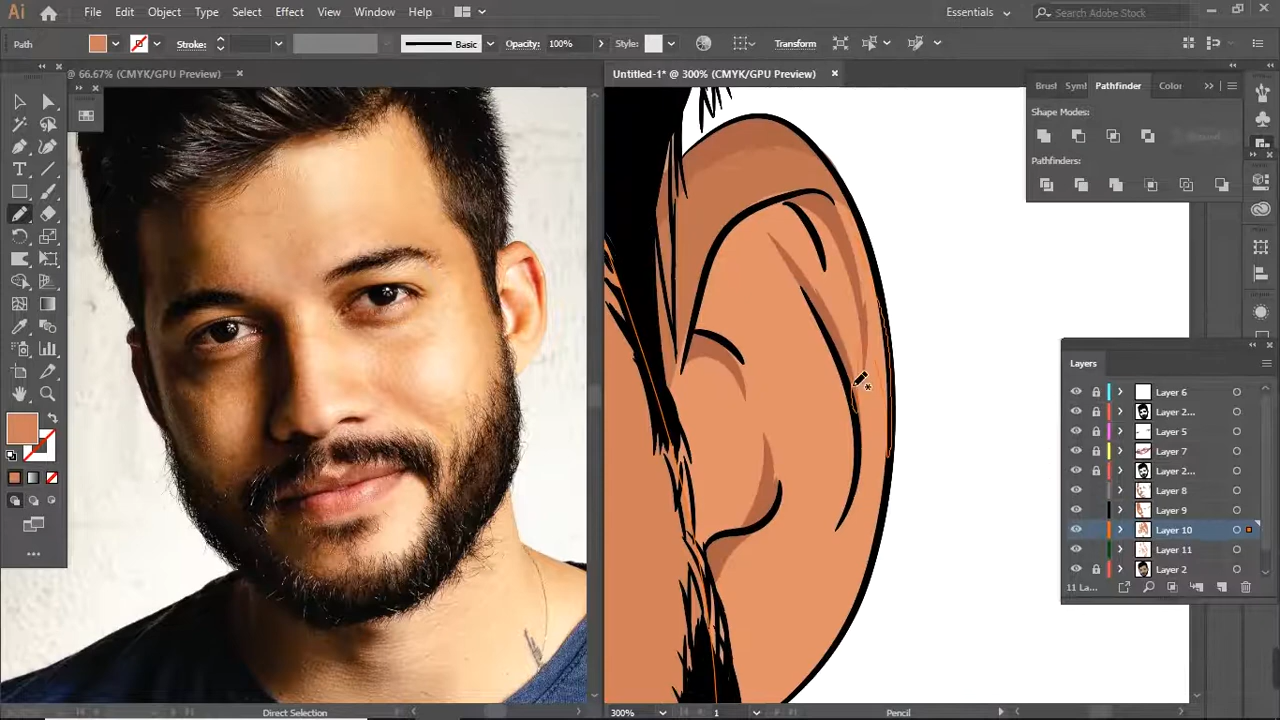 Ai File Edit Object Type Select Effect View Window Help Essentials Search Adobe Stock
Path Stroke: Basic Opacity: 100% Style: Transform
@ 66.67% (CMYK/GPU Preview) Untitled-1* @ 300% (CMYK/GPU Preview)
Brusl Syml Pathfinder Color
Shape Modes:
Pathfinders:
Layers
Layer 6
Layer 2...
Layer 5
Layer 7
Layer 2...
Layer 8
Layer 9
Layer 10
Layer 11
Layer 2
11 La...
Direct Selection 300% 1 Pencil